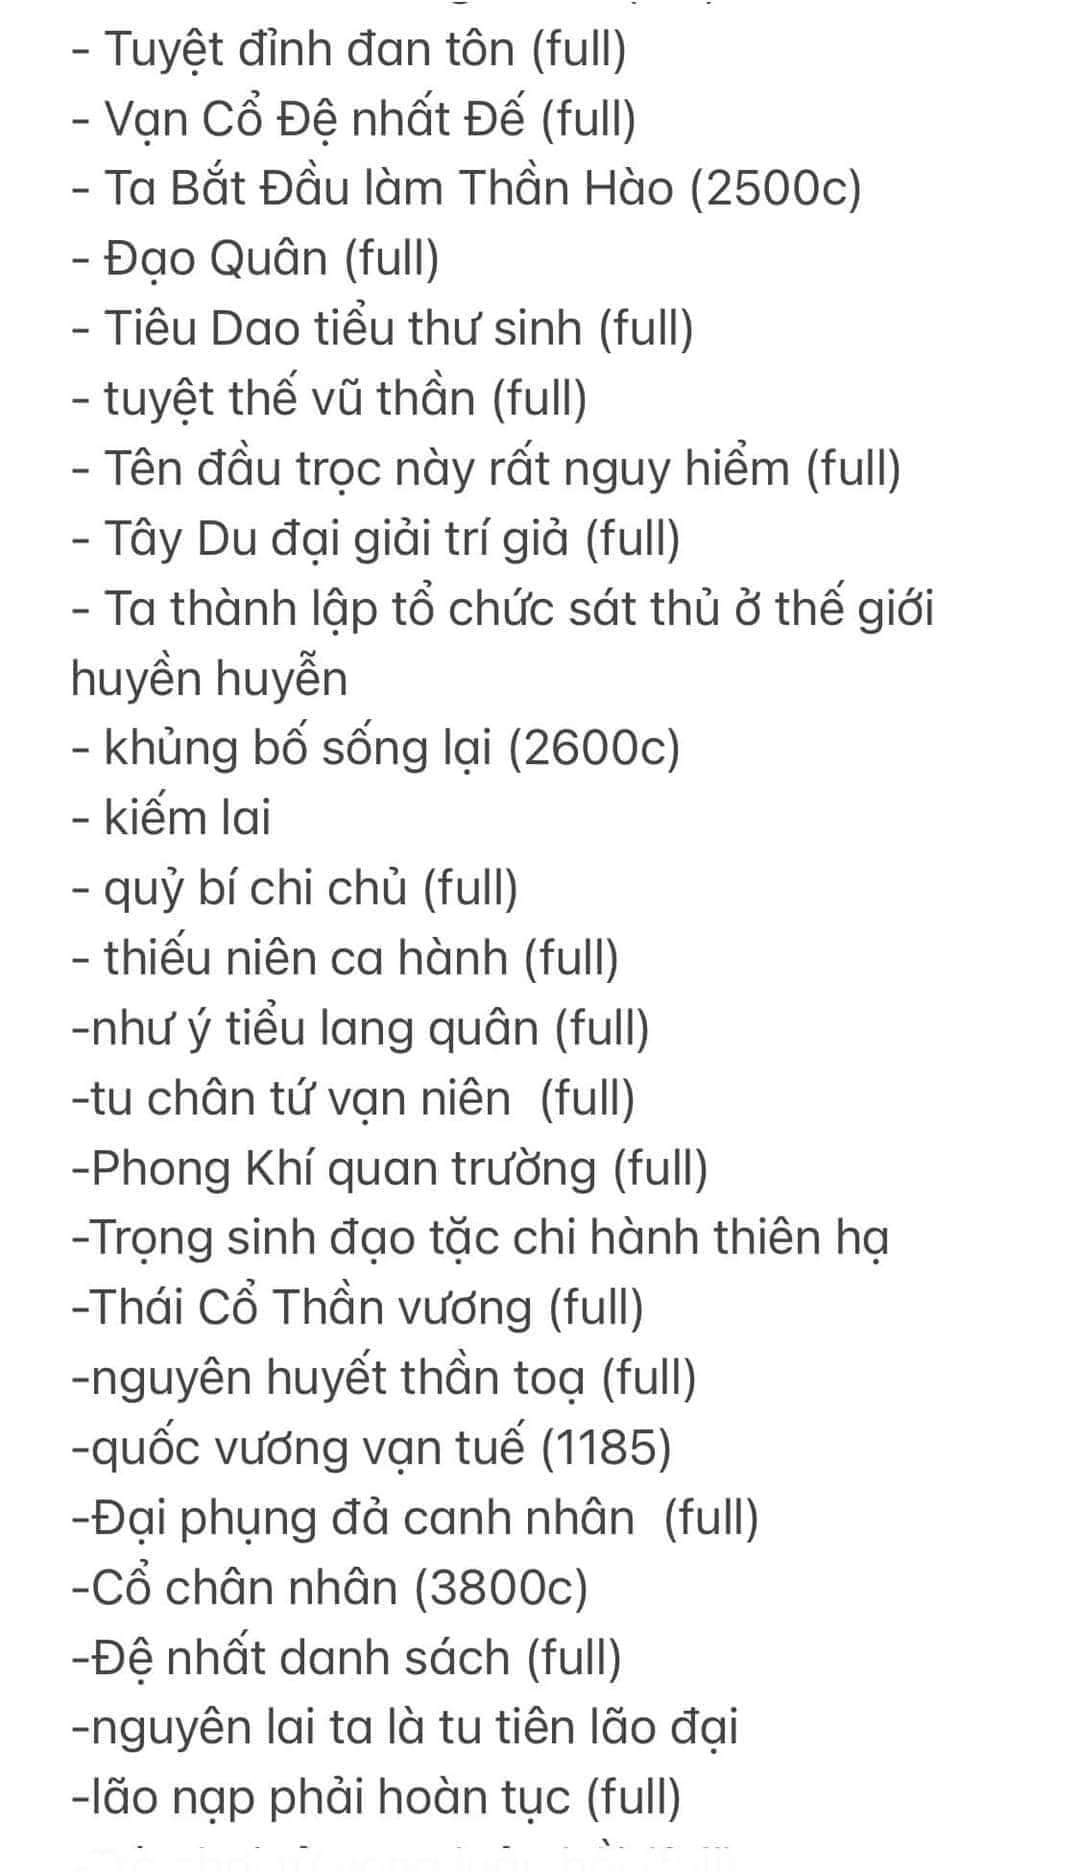 - Tuyệt đỉnh đan tôn (full)
- Vạn Cổ Đệ nhất Đế (full)
- Ta Bắt Đầu làm Thần Hào (2500c)
- Đạo Quân (full)
- Tiêu Dao tiểu thư sinh (full)
- tuyệt thế vũ thần (full)
- Tên đầu trọc này rất nguy hiểm (full)
- Tây Du đại giải trí giả (full)
- Ta thành lập tổ chức sát thủ ở thế giới
huyền huyễn
- khủng bố sống lại (2600c)
- kiếm lai
- quỷ bí chi chủ (full)
- thiếu niên ca hành (full)
-như ý tiểu lang quân (full)
-tu chân tứ vạn niên  (full)
-Phong Khí quan trường (full)
-Trọng sinh đạo tặc chi hành thiên hạ
-Thái Cổ Thần vương (full)
-nguyên huyết thần toạ (full)
-quốc vương vạn tuế (1185)
-Đại phụng đả canh nhân  (full)
-Cổ chân nhân (3800c)
-Đệ nhất danh sách (full)
-nguyên lai ta là tu tiên lão đại
-lão nạp phải hoàn tục (full)